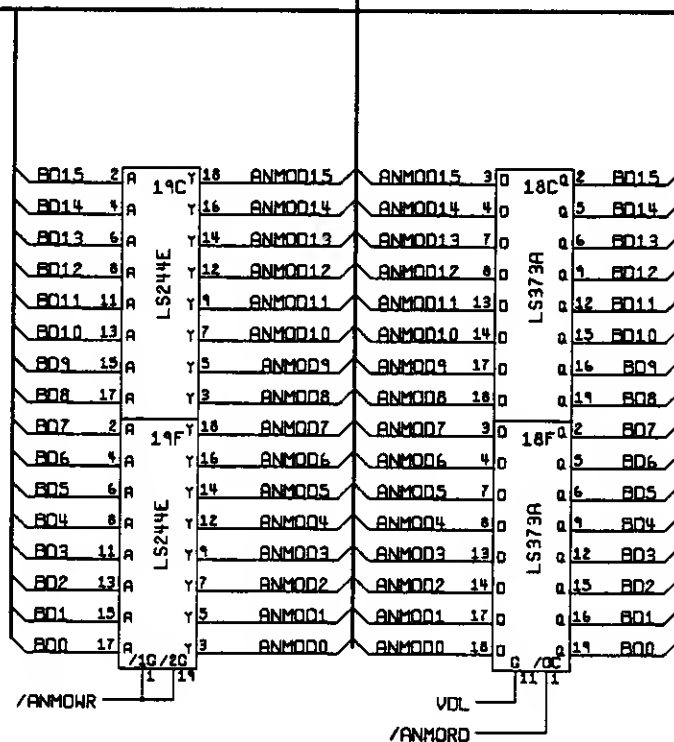 BD15 2 A 19C Y 18 ANMOD15 ANMOD15 3 D 18C Q 2 BD15
BD14 4 A Y 16 ANMOD14 ANMOD14 4 D Q 5 BD14
BD13 6 A Y 14 ANMOD13 ANMOD13 7 D Q 6 BD13
BD12 8 A Y 12 ANMOD12 ANMOD12 8 D Q 9 BD12
LS244E LS373A
BD11 11 A Y 9 ANMOD11 ANMOD11 13 D Q 12 BD11
BD10 13 A Y 7 ANMOD10 ANMOD10 14 D Q 15 BD10
BD9 15 A Y 5 ANMOD9 ANMOD9 17 D Q 16 BD9
BD8 17 A Y 3 ANMOD8 ANMOD8 18 D Q 19 BD8
BD7 2 A 19F Y 18 ANMOD7 ANMOD7 3 D 18F Q 2 BD7
BD6 4 A Y 16 ANMOD6 ANMOD6 4 D Q 5 BD6
BD5 6 A Y 14 ANMOD5 ANMOD5 7 D Q 6 BD5
BD4 8 A Y 12 ANMOD4 ANMOD4 8 D Q 9 BD4
LS244E LS373A
BD3 11 A Y 9 ANMOD3 ANMOD3 13 D Q 12 BD3
BD2 13 A Y 7 ANMOD2 ANMOD2 14 D Q 15 BD2
BD1 15 A Y 5 ANMOD1 ANMOD1 17 D Q 16 BD1
BD0 17 A Y 3 ANMOD0 ANMOD0 18 D Q 19 BD0
/1G /2G G /OC
1 19 11 1
/ANMOWR VDL
/ANMORD